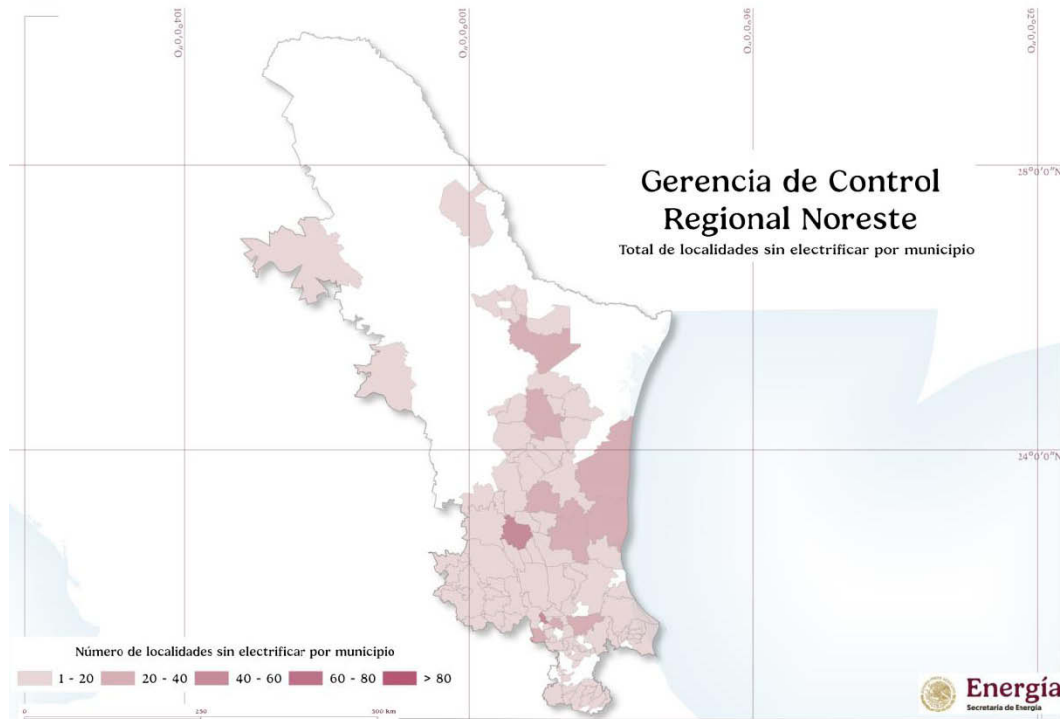 104°0'0"O
100°0'0"O
96°0'0"O
92°0'0"O
28°0'0"N
Gerencia de Control
Regional Noreste
Total de localidades sin electrificar por municipio
24°0'0"N
Número de localidades sin electrificar por municipio
1 - 20 20 - 40 40 - 60 60 - 80 > 80
0 250 500 km
Energía
Secretaría de Energía